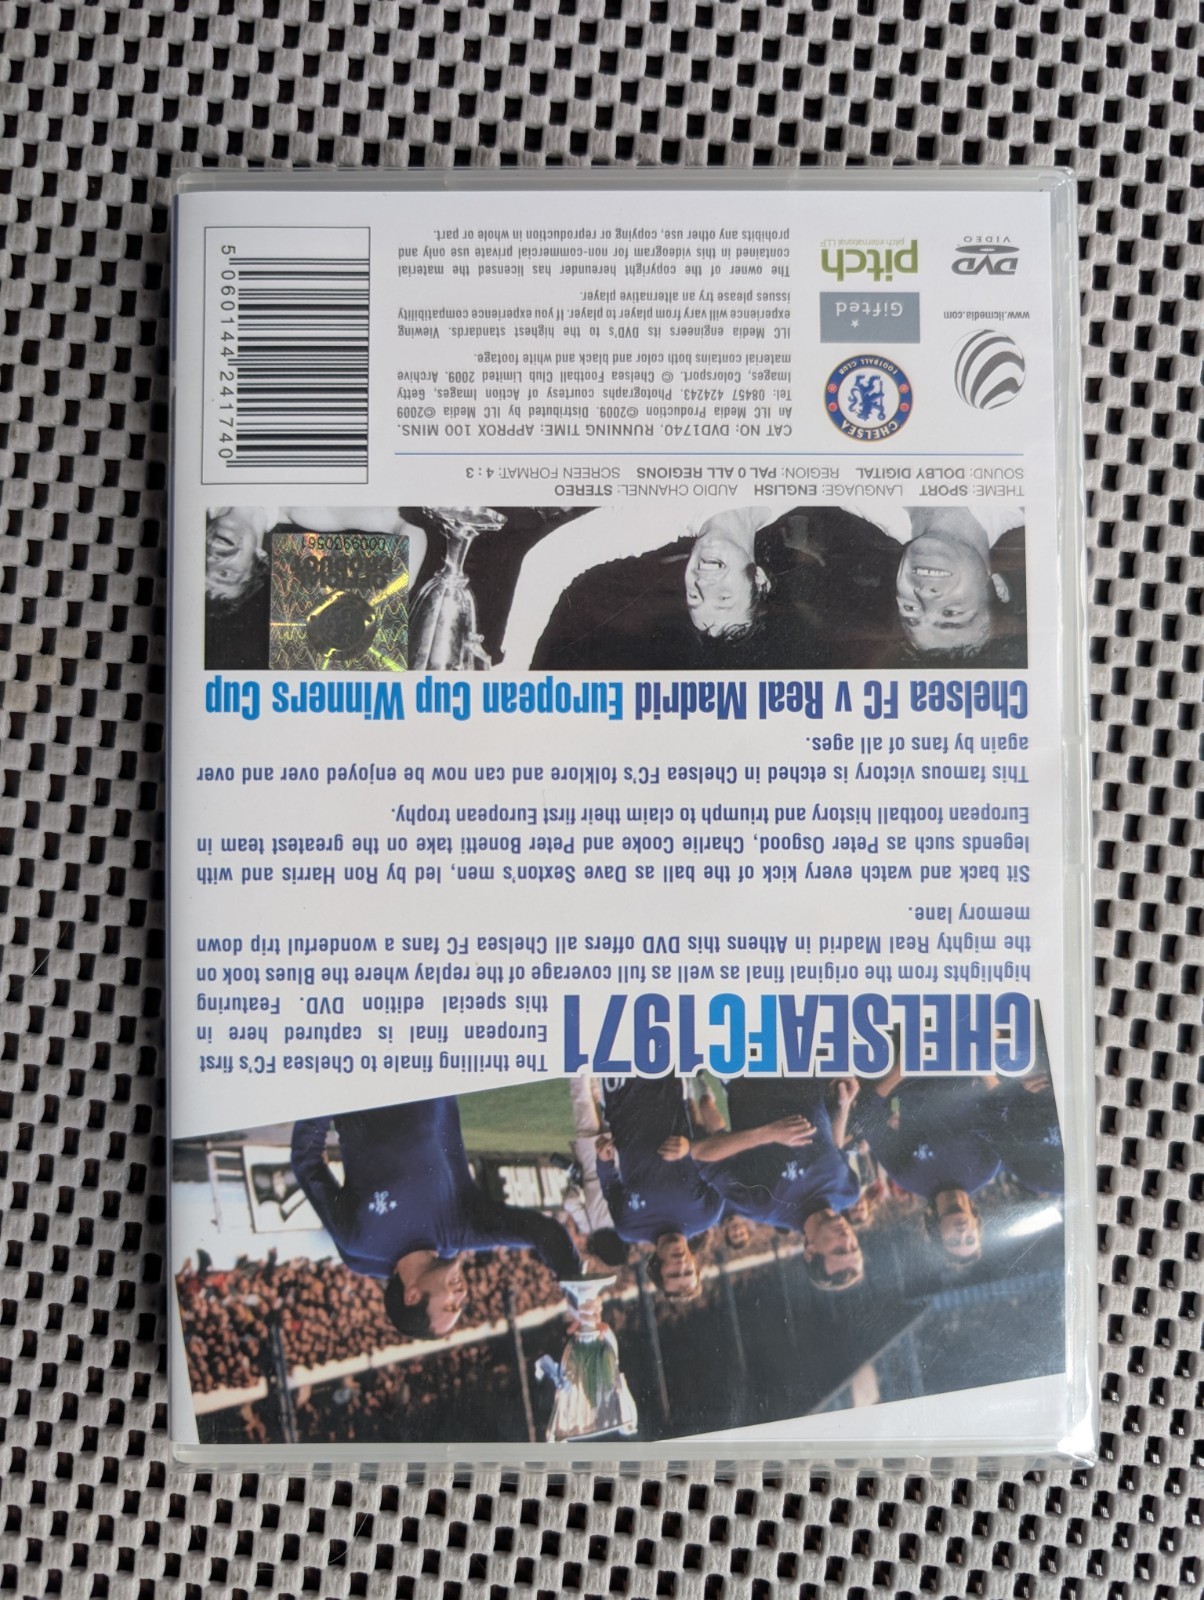 CHELSEAFC1971
The thrilling finale to Chelsea FC's first
European final is captured here in
this special edition DVD. Featuring
highlights from the original final as well as full coverage of the replay where the Blues took on
the mighty Real Madrid in Athens this DVD offers all Chelsea FC fans a wonderful trip down
memory lane.
Sit back and watch every kick of the ball as Dave Sexton's men, led by Ron Harris and with
legends such as Peter Osgood, Charlie Cooke and Peter Bonetti take on the greatest team in
European football history and triumph to claim their first European trophy.
This famous victory is etched in Chelsea FC's folklore and can now be enjoyed over and over
again by fans of all ages.
Chelsea FC v Real Madrid European Cup Winners Cup
THEME: SPORT LANGUAGE: ENGLISH AUDIO CHANNEL: STEREO
SOUND: DOLBY DIGITAL REGION: PAL 0 ALL REGIONS SCREEN FORMAT: 4 : 3
CHELSEA
FOOTBALL CLUB
www.ilcmedia.com
Gifted
DVD
VIDEO
pitch
pitch international LLP
CAT NO: DVD1740. RUNNING TIME: APPROX 100 MINS.
An ILC Media Production ©2009. Distributed by ILC Media ©2009
Tel: 08457 424243. Photographs courtesy of Action Images, Getty
Images, Colorsport. © Chelsea Football Club Limited 2009. Archive
material contains both color and black and white footage.
ILC Media engineers its DVD's to the highest standards. Viewing
experience will vary from player to player. If you experience compatibility
issues please try an alternative player.
The owner of the copyright hereunder has licensed the material
contained in this videogram for non-commercial private use only and
prohibits any other use, copying or reproduction in whole or part.
5 060144 241740